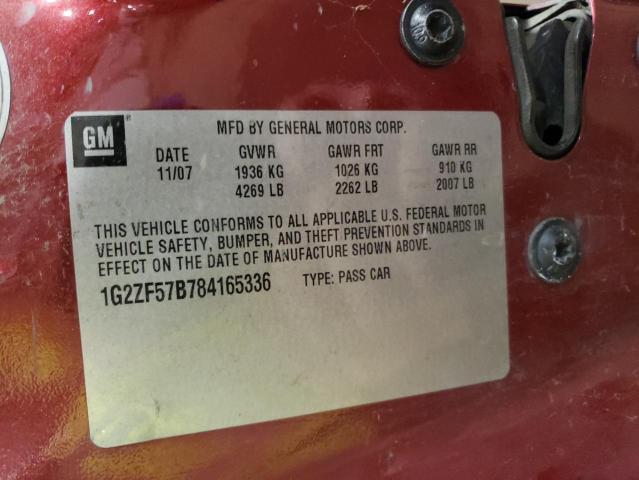 GM
MFD BY GENERAL MOTORS CORP.
DATE GVWR GAWR FRT GAWR RR
11/07 1936 KG 1026 KG 910 KG
4269 LB 2262 LB 2007 LB
THIS VEHICLE CONFORMS TO ALL APPLICABLE U.S. FEDERAL MOTOR
VEHICLE SAFETY, BUMPER, AND THEFT PREVENTION STANDARDS IN
EFFECT ON THE DATE OF MANUFACTURE SHOWN ABOVE.
1G2ZF57B784165336 TYPE: PASS CAR